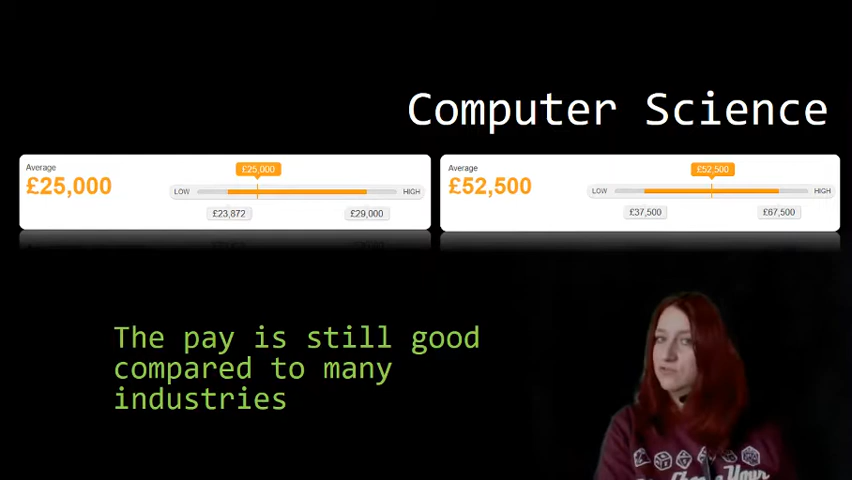 Computer Science
Average
£25,000
£25,000
LOW
HIGH
£23,872
£29,000
Average
£52,500
£52,500
LOW
HIGH
£37,500
£67,500
The pay is still good
compared to many
industries